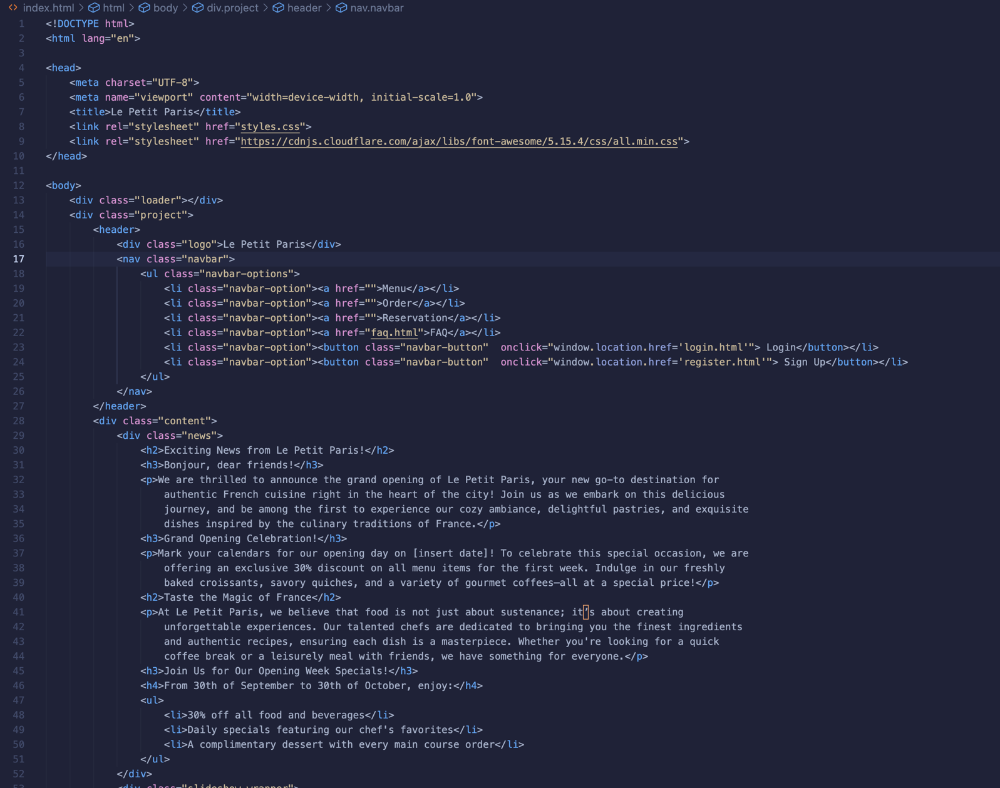 index.html > html > body > div.project > header > nav.navbar
1 <!DOCTYPE html>
2 <html lang="en">
3
4 <head>
5     <meta charset="UTF-8">
6     <meta name="viewport" content="width=device-width, initial-scale=1.0">
7     <title>Le Petit Paris</title>
8     <link rel="stylesheet" href="styles.css">
9     <link rel="stylesheet" href="https://cdnjs.cloudflare.com/ajax/libs/font-awesome/5.15.4/css/all.min.css">
10 </head>
11
12 <body>
13     <div class="loader"></div>
14     <div class="project">
15         <header>
16             <div class="logo">Le Petit Paris</div>
17             <nav class="navbar">
18                 <ul class="navbar-options">
19                     <li class="navbar-option"><a href="">Menu</a></li>
20                     <li class="navbar-option"><a href="">Order</a></li>
21                     <li class="navbar-option"><a href="">Reservation</a></li>
22                     <li class="navbar-option"><a href="faq.html">FAQ</a></li>
23                     <li class="navbar-option"><button class="navbar-button"  onclick="window.location.href='login.html'"> Login</button></li>
24                     <li class="navbar-option"><button class="navbar-button"  onclick="window.location.href='register.html'"> Sign Up</button></li>
25                 </ul>
26             </nav>
27         </header>
28         <div class="content">
29             <div class="news">
30                 <h2>Exciting News from Le Petit Paris!</h2>
31                 <h3>Bonjour, dear friends!</h3>
32                 <p>We are thrilled to announce the grand opening of Le Petit Paris, your new go-to destination for
33                     authentic French cuisine right in the heart of the city! Join us as we embark on this delicious
34                     journey, and be among the first to experience our cozy ambiance, delightful pastries, and exquisite
35                     dishes inspired by the culinary traditions of France.</p>
36                 <h3>Grand Opening Celebration!</h3>
37                 <p>Mark your calendars for our opening day on [insert date]! To celebrate this special occasion, we are
38                     offering an exclusive 30% discount on all menu items for the first week. Indulge in our freshly
39                     baked croissants, savory quiches, and a variety of gourmet coffees—all at a special price!</p>
40                 <h2>Taste the Magic of France</h2>
41                 <p>At Le Petit Paris, we believe that food is not just about sustenance; it’s about creating
42                     unforgettable experiences. Our talented chefs are dedicated to bringing you the finest ingredients
43                     and authentic recipes, ensuring each dish is a masterpiece. Whether you're looking for a quick
44                     coffee break or a leisurely meal with friends, we have something for everyone.</p>
45                 <h3>Join Us for Our Opening Week Specials!</h3>
46                 <h4>From 30th of September to 30th of October, enjoy:</h4>
47                 <ul>
48                     <li>30% off all food and beverages</li>
49                     <li>Daily specials featuring our chef's favorites</li>
50                     <li>A complimentary dessert with every main course order</li>
51                 </ul>
52             </div>
53             <div class="slideshow-wrapper">